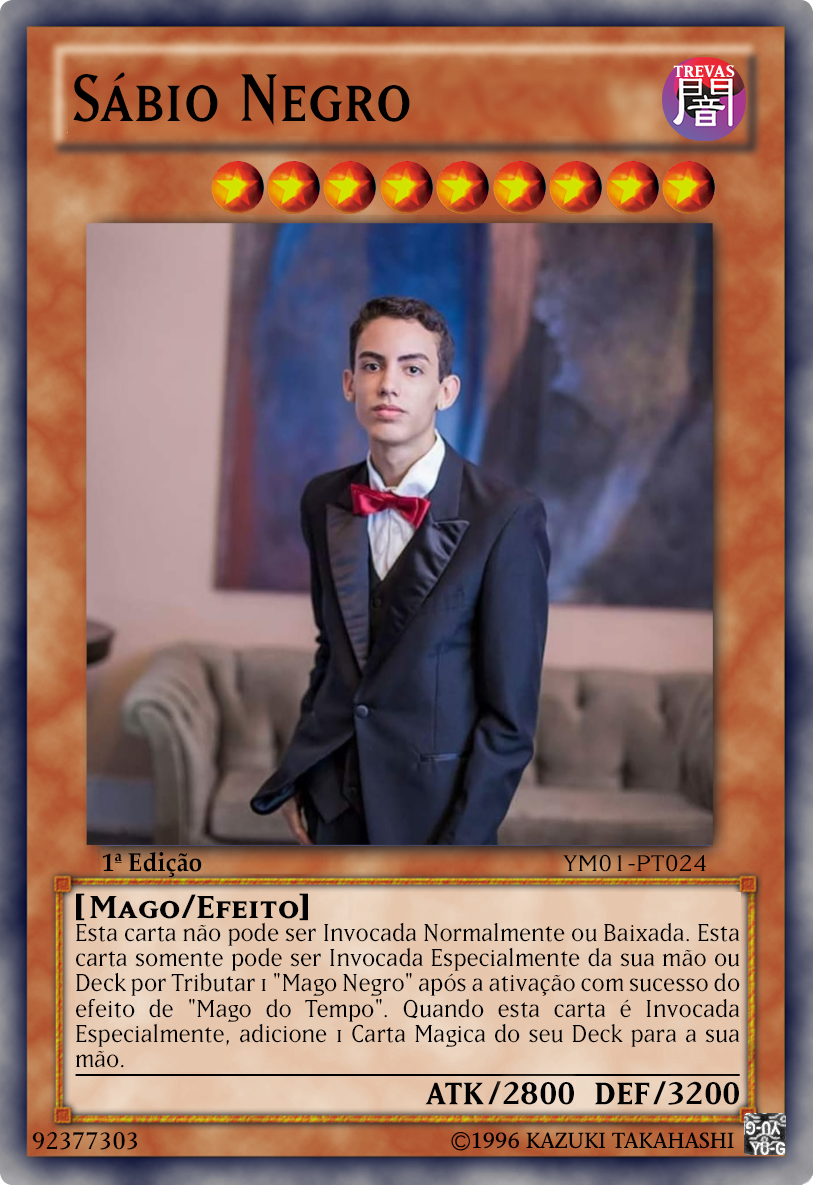 Sábio Negro
TREVAS
闇
1ª Edição
YM01-PT024
[Mago/Efeito]
Esta carta não pode ser Invocada Normalmente ou Baixada. Esta
carta somente pode ser Invocada Especialmente da sua mão ou
Deck por Tributar 1 "Mago Negro" após a ativação com sucesso do
efeito de "Mago do Tempo". Quando esta carta é Invocada
Especialmente, adicione 1 Carta Magica do seu Deck para a sua
mão.
ATK/2800 DEF/3200
92377303
©1996 KAZUKI TAKAHASHI